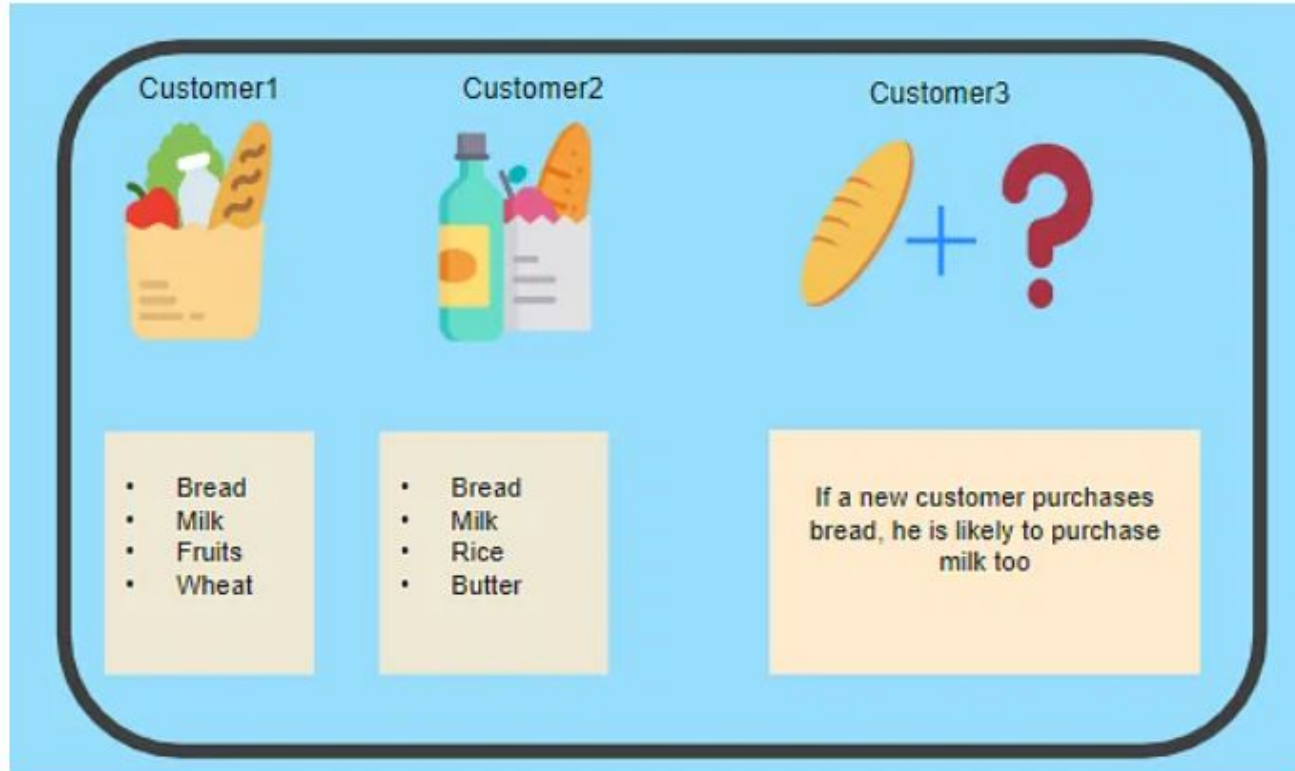 Customer1
Customer2
Customer3
• Bread
• Milk
• Fruits
• Wheat
• Bread
• Milk
• Rice
• Butter
If a new customer purchases
bread, he is likely to purchase
milk too